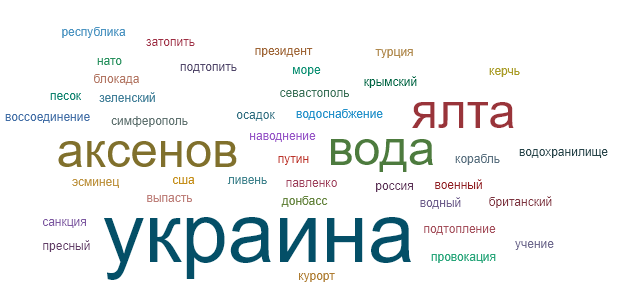 республика
затопить
президент
турция
нато
подтопить
море
керчь
блокада
крымский
песок
зеленский
севастополь
ялта
воссоединение
симферополь
осадок
водоснабжение
наводнение
аксенов
путин
вода
корабль
водохранилище
эсминец
сша
ливень
павленко
россия
военный
выпасть
донбасс
водный
британский
санкция
украина
подтопление
пресный
учение
провокация
курорт